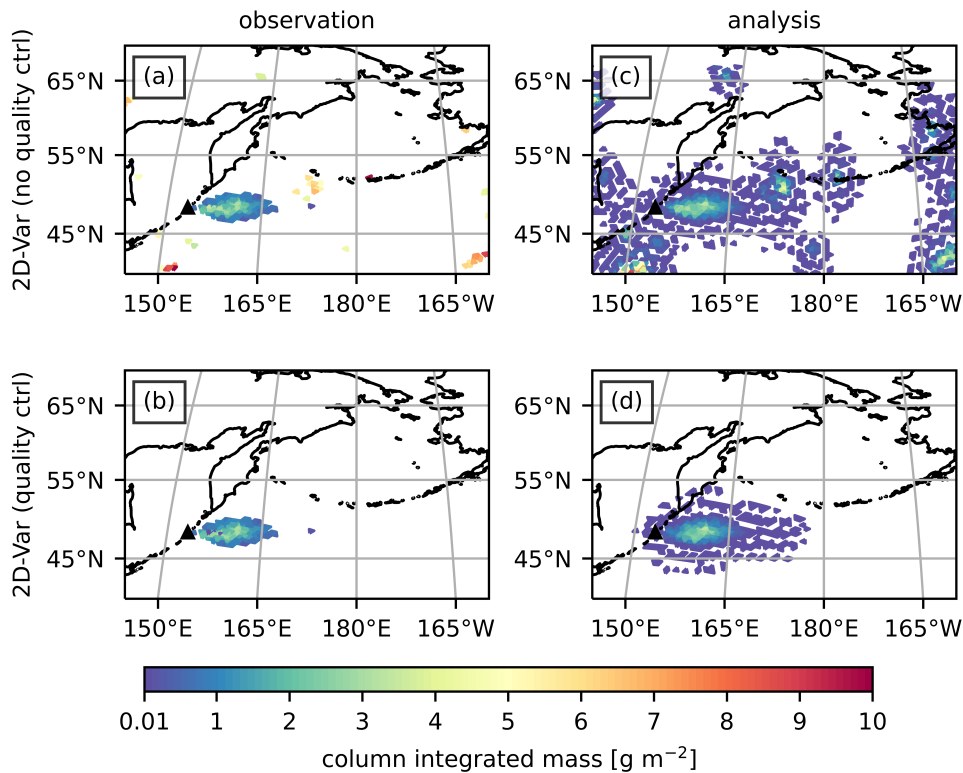 observation
analysis
2D-Var (no quality ctrl)
(a)
65°N
55°N
45°N
150°E 165°E 180°E 165°W
(c)
65°N
55°N
45°N
150°E 165°E 180°E 165°W
2D-Var (quality ctrl)
(b)
65°N
55°N
45°N
150°E 165°E 180°E 165°W
(d)
65°N
55°N
45°N
150°E 165°E 180°E 165°W
0.01 1 2 3 4 5 6 7 8 9 10
column integrated mass [g m⁻²]